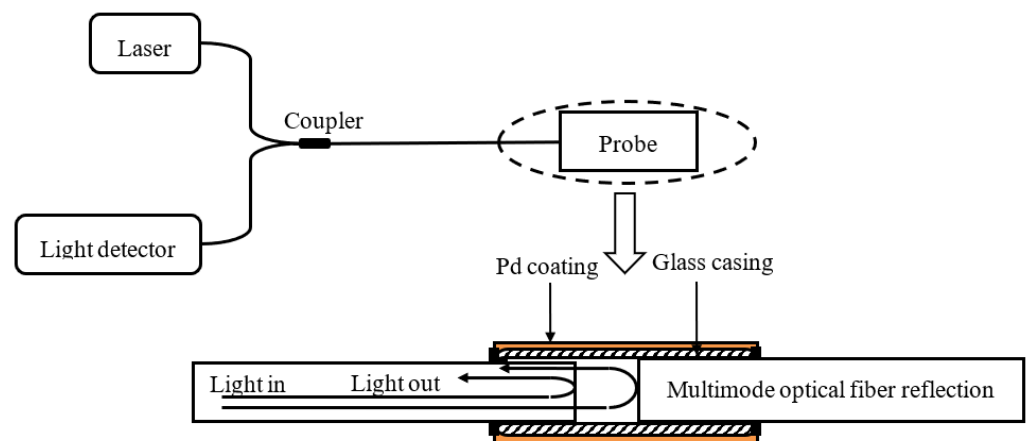 Laser
Coupler
Probe
Light detector
Pd coating
Glass casing
Light in
Light out
Multimode optical fiber reflection